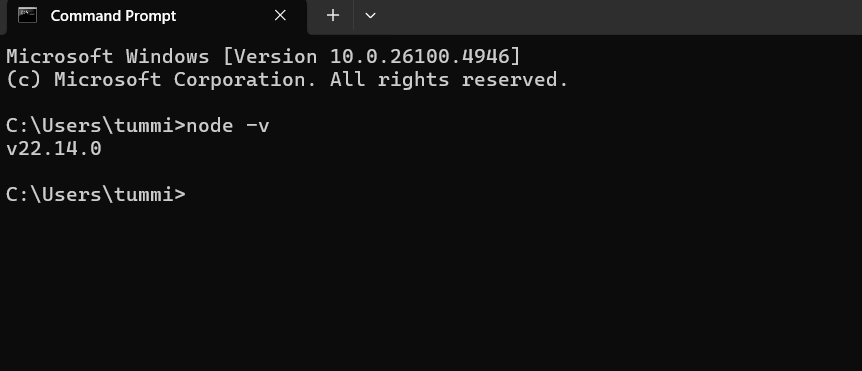 Command Prompt
Microsoft Windows [Version 10.0.26100.4946]
(c) Microsoft Corporation. All rights reserved.
C:\Users\tummi>node -v
v22.14.0
C:\Users\tummi>